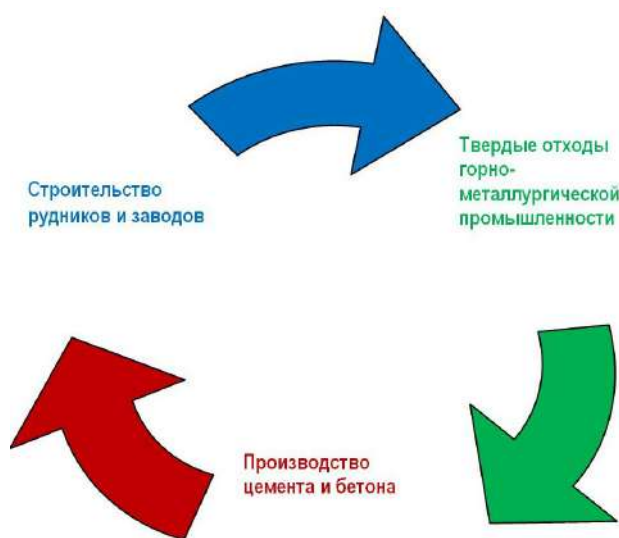 Твердые отходы
горно-
металлургической
промышленности
Строительство
рудников и заводов
Производство
цемента и бетона